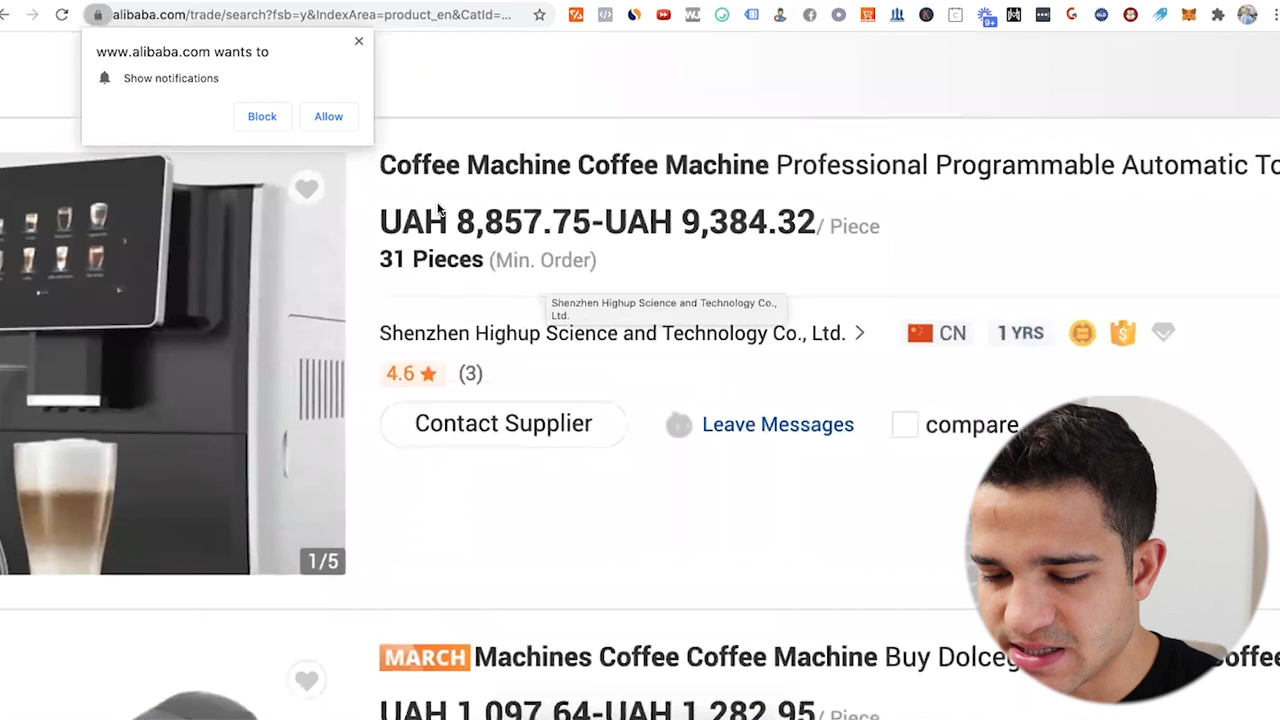 alibaba.com/trade/search?fsb=y&IndexArea=product_en&CatId=...
9+
www.alibaba.com wants to
Show notifications
Block
Allow
Coffee Machine Coffee Machine Professional Programmable Automatic To
UAH 8,857.75-UAH 9,384.32/ Piece
31 Pieces (Min. Order)
Shenzhen Highup Science and Technology Co.,
Ltd.
Shenzhen Highup Science and Technology Co., Ltd.
CN
1 YRS
4.6 (3)
Contact Supplier
Leave Messages
compare
1/5
MARCH Machines Coffee Coffee Machine Buy Dolceg
UAH 1,097.64-UAH 1,282.95/ Piece